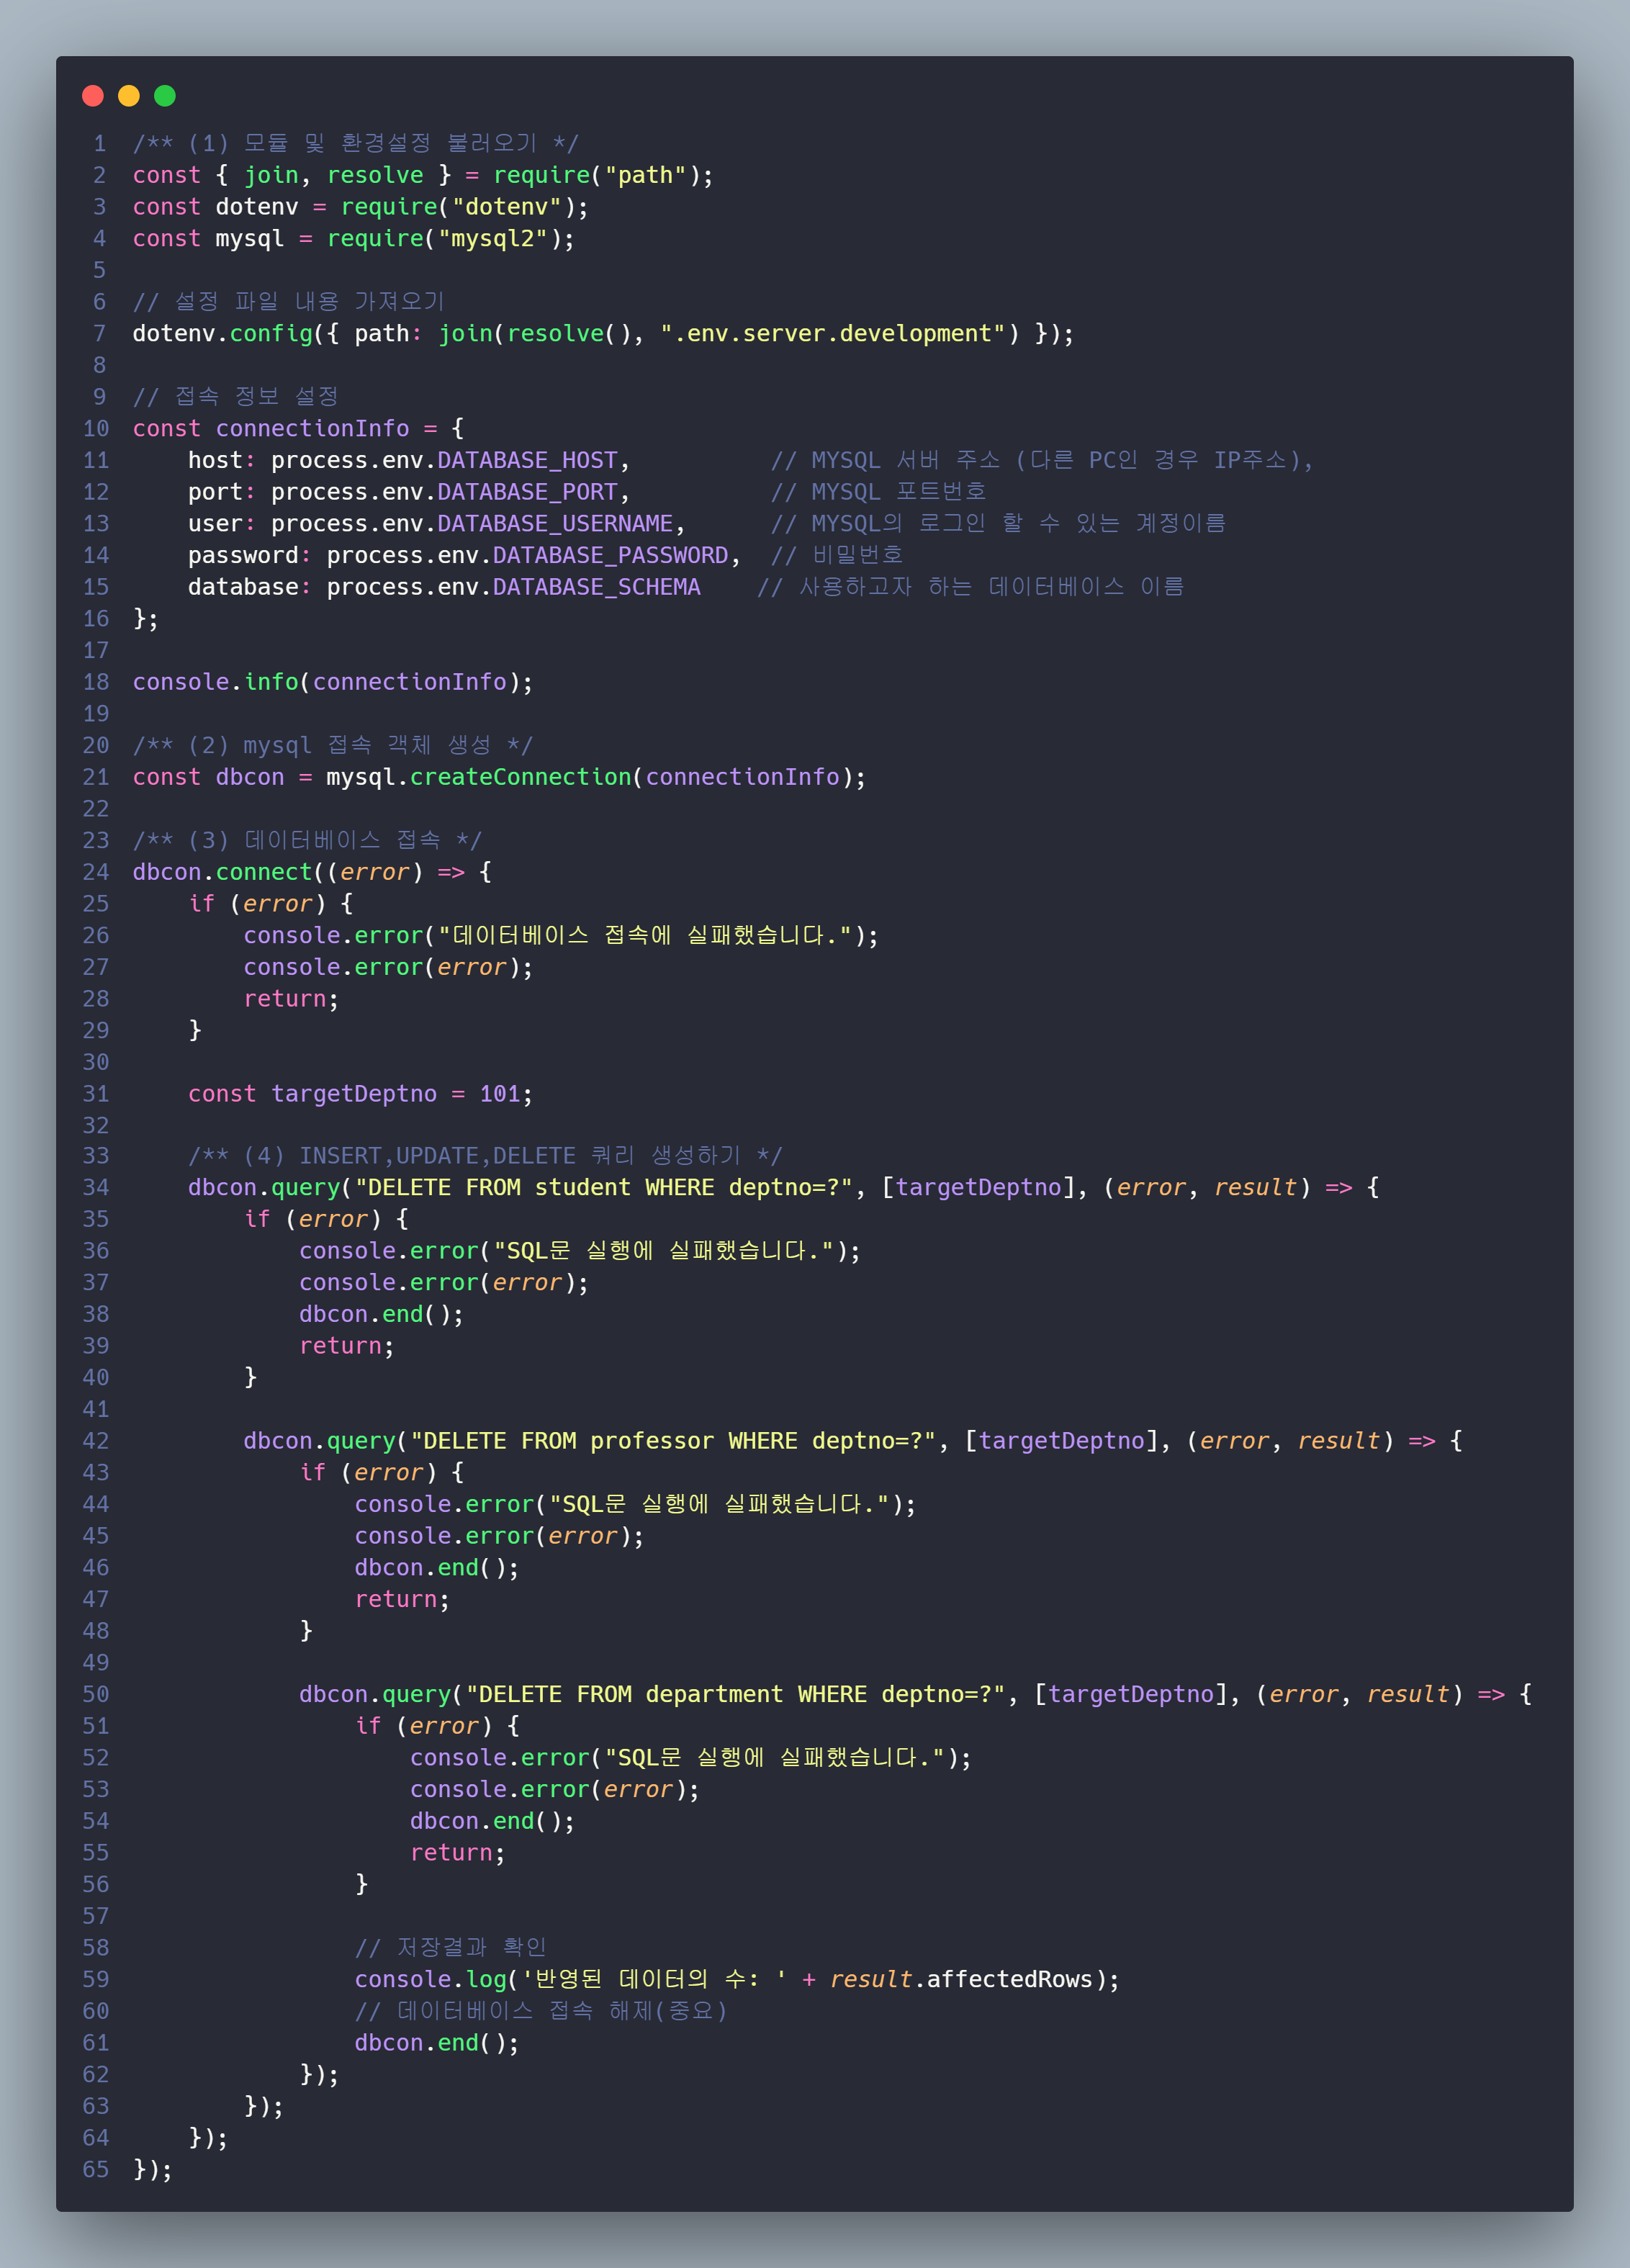 1 /** (1) 모듈 및 환경설정 불러오기 */
2 const { join, resolve } = require("path");
3 const dotenv = require("dotenv");
4 const mysql = require("mysql2");
5
6 // 설정 파일 내용 가져오기
7 dotenv.config({ path: join(resolve(), ".env.server.development") });
8
9 // 접속 정보 설정
10 const connectionInfo = {
11     host: process.env.DATABASE_HOST,          // MYSQL 서버 주소 (다른 PC인 경우 IP주소),
12     port: process.env.DATABASE_PORT,          // MYSQL 포트번호
13     user: process.env.DATABASE_USERNAME,      // MYSQL의 로그인 할 수 있는 계정이름
14     password: process.env.DATABASE_PASSWORD,  // 비밀번호
15     database: process.env.DATABASE_SCHEMA    // 사용하고자 하는 데이터베이스 이름
16 };
17
18 console.info(connectionInfo);
19
20 /** (2) mysql 접속 객체 생성 */
21 const dbcon = mysql.createConnection(connectionInfo);
22
23 /** (3) 데이터베이스 접속 */
24 dbcon.connect((error) => {
25     if (error) {
26         console.error("데이터베이스 접속에 실패했습니다.");
27         console.error(error);
28         return;
29     }
30
31     const targetDeptno = 101;
32
33     /** (4) INSERT,UPDATE,DELETE 쿼리 생성하기 */
34     dbcon.query("DELETE FROM student WHERE deptno=?", [targetDeptno], (error, result) => {
35         if (error) {
36             console.error("SQL문 실행에 실패했습니다.");
37             console.error(error);
38             dbcon.end();
39             return;
40         }
41
42         dbcon.query("DELETE FROM professor WHERE deptno=?", [targetDeptno], (error, result) => {
43             if (error) {
44                 console.error("SQL문 실행에 실패했습니다.");
45                 console.error(error);
46                 dbcon.end();
47                 return;
48             }
49
50             dbcon.query("DELETE FROM department WHERE deptno=?", [targetDeptno], (error, result) => {
51                 if (error) {
52                     console.error("SQL문 실행에 실패했습니다.");
53                     console.error(error);
54                     dbcon.end();
55                     return;
56                 }
57
58                 // 저장결과 확인
59                 console.log('반영된 데이터의 수: ' + result.affectedRows);
60                 // 데이터베이스 접속 해제(중요)
61                 dbcon.end();
62             });
63         });
64     });
65 });